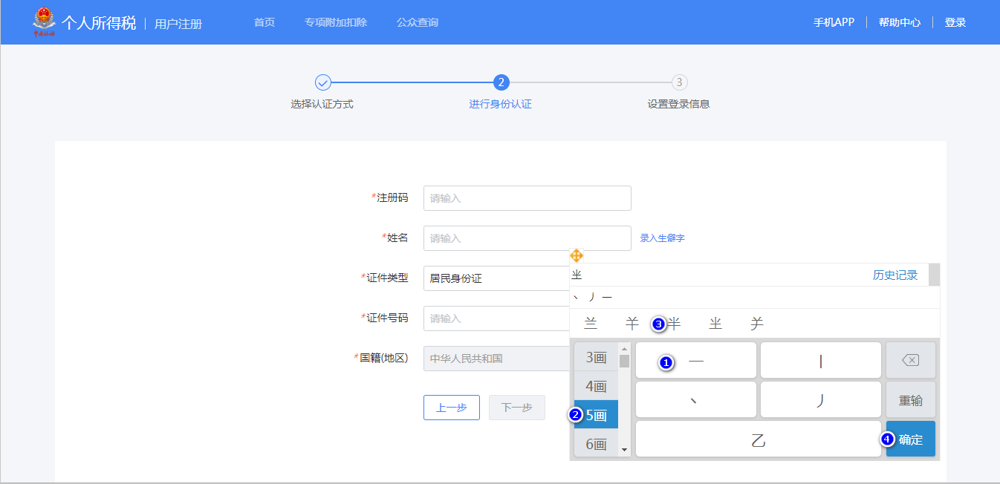 个人所得税 | 用户注册 首页 专项附加扣除 公众查询 手机APP | 帮助中心 | 登录
2 3
选择认证方式 进行身份认证 设置登录信息
*注册码 请输入
*姓名 请输入 录入生僻字
*证件类型 居民身份证
*证件号码 请输入
*国籍(地区) 中华人民共和国
上一步 下一步
历史记录
丶 丿 一
兰 羊 3 半
3画
4画
2 5画
6画
1 一 丨
丶 丿 重输
乙 4 确定